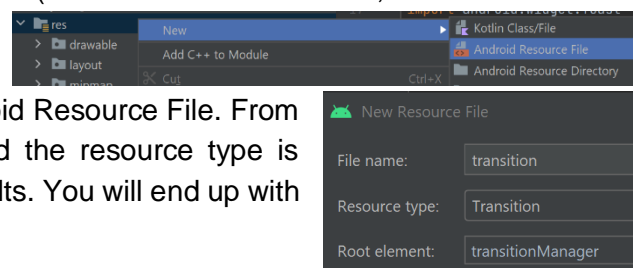 res
New
Kotlin Class/File
drawable
Add C++ to Module
Android Resource File
layout
Android Resource Directory
mipmap
Cut
Ctrl+X
id Resource File. From
d the resource type is
lts. You will end up with
New Resource File
File name: transition
Resource type: Transition
Root element: transitionManager